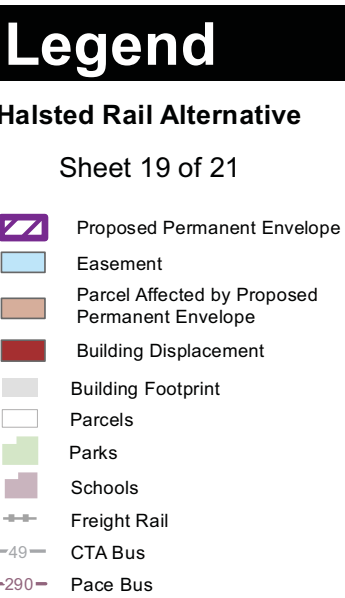 Legend
Halsted Rail Alternative
Sheet 19 of 21
Proposed Permanent Envelope
Easement
Parcel Affected by Proposed
Permanent Envelope
Building Displacement
Building Footprint
Parcels
Parks
Schools
Freight Rail
49 CTA Bus
290 Pace Bus